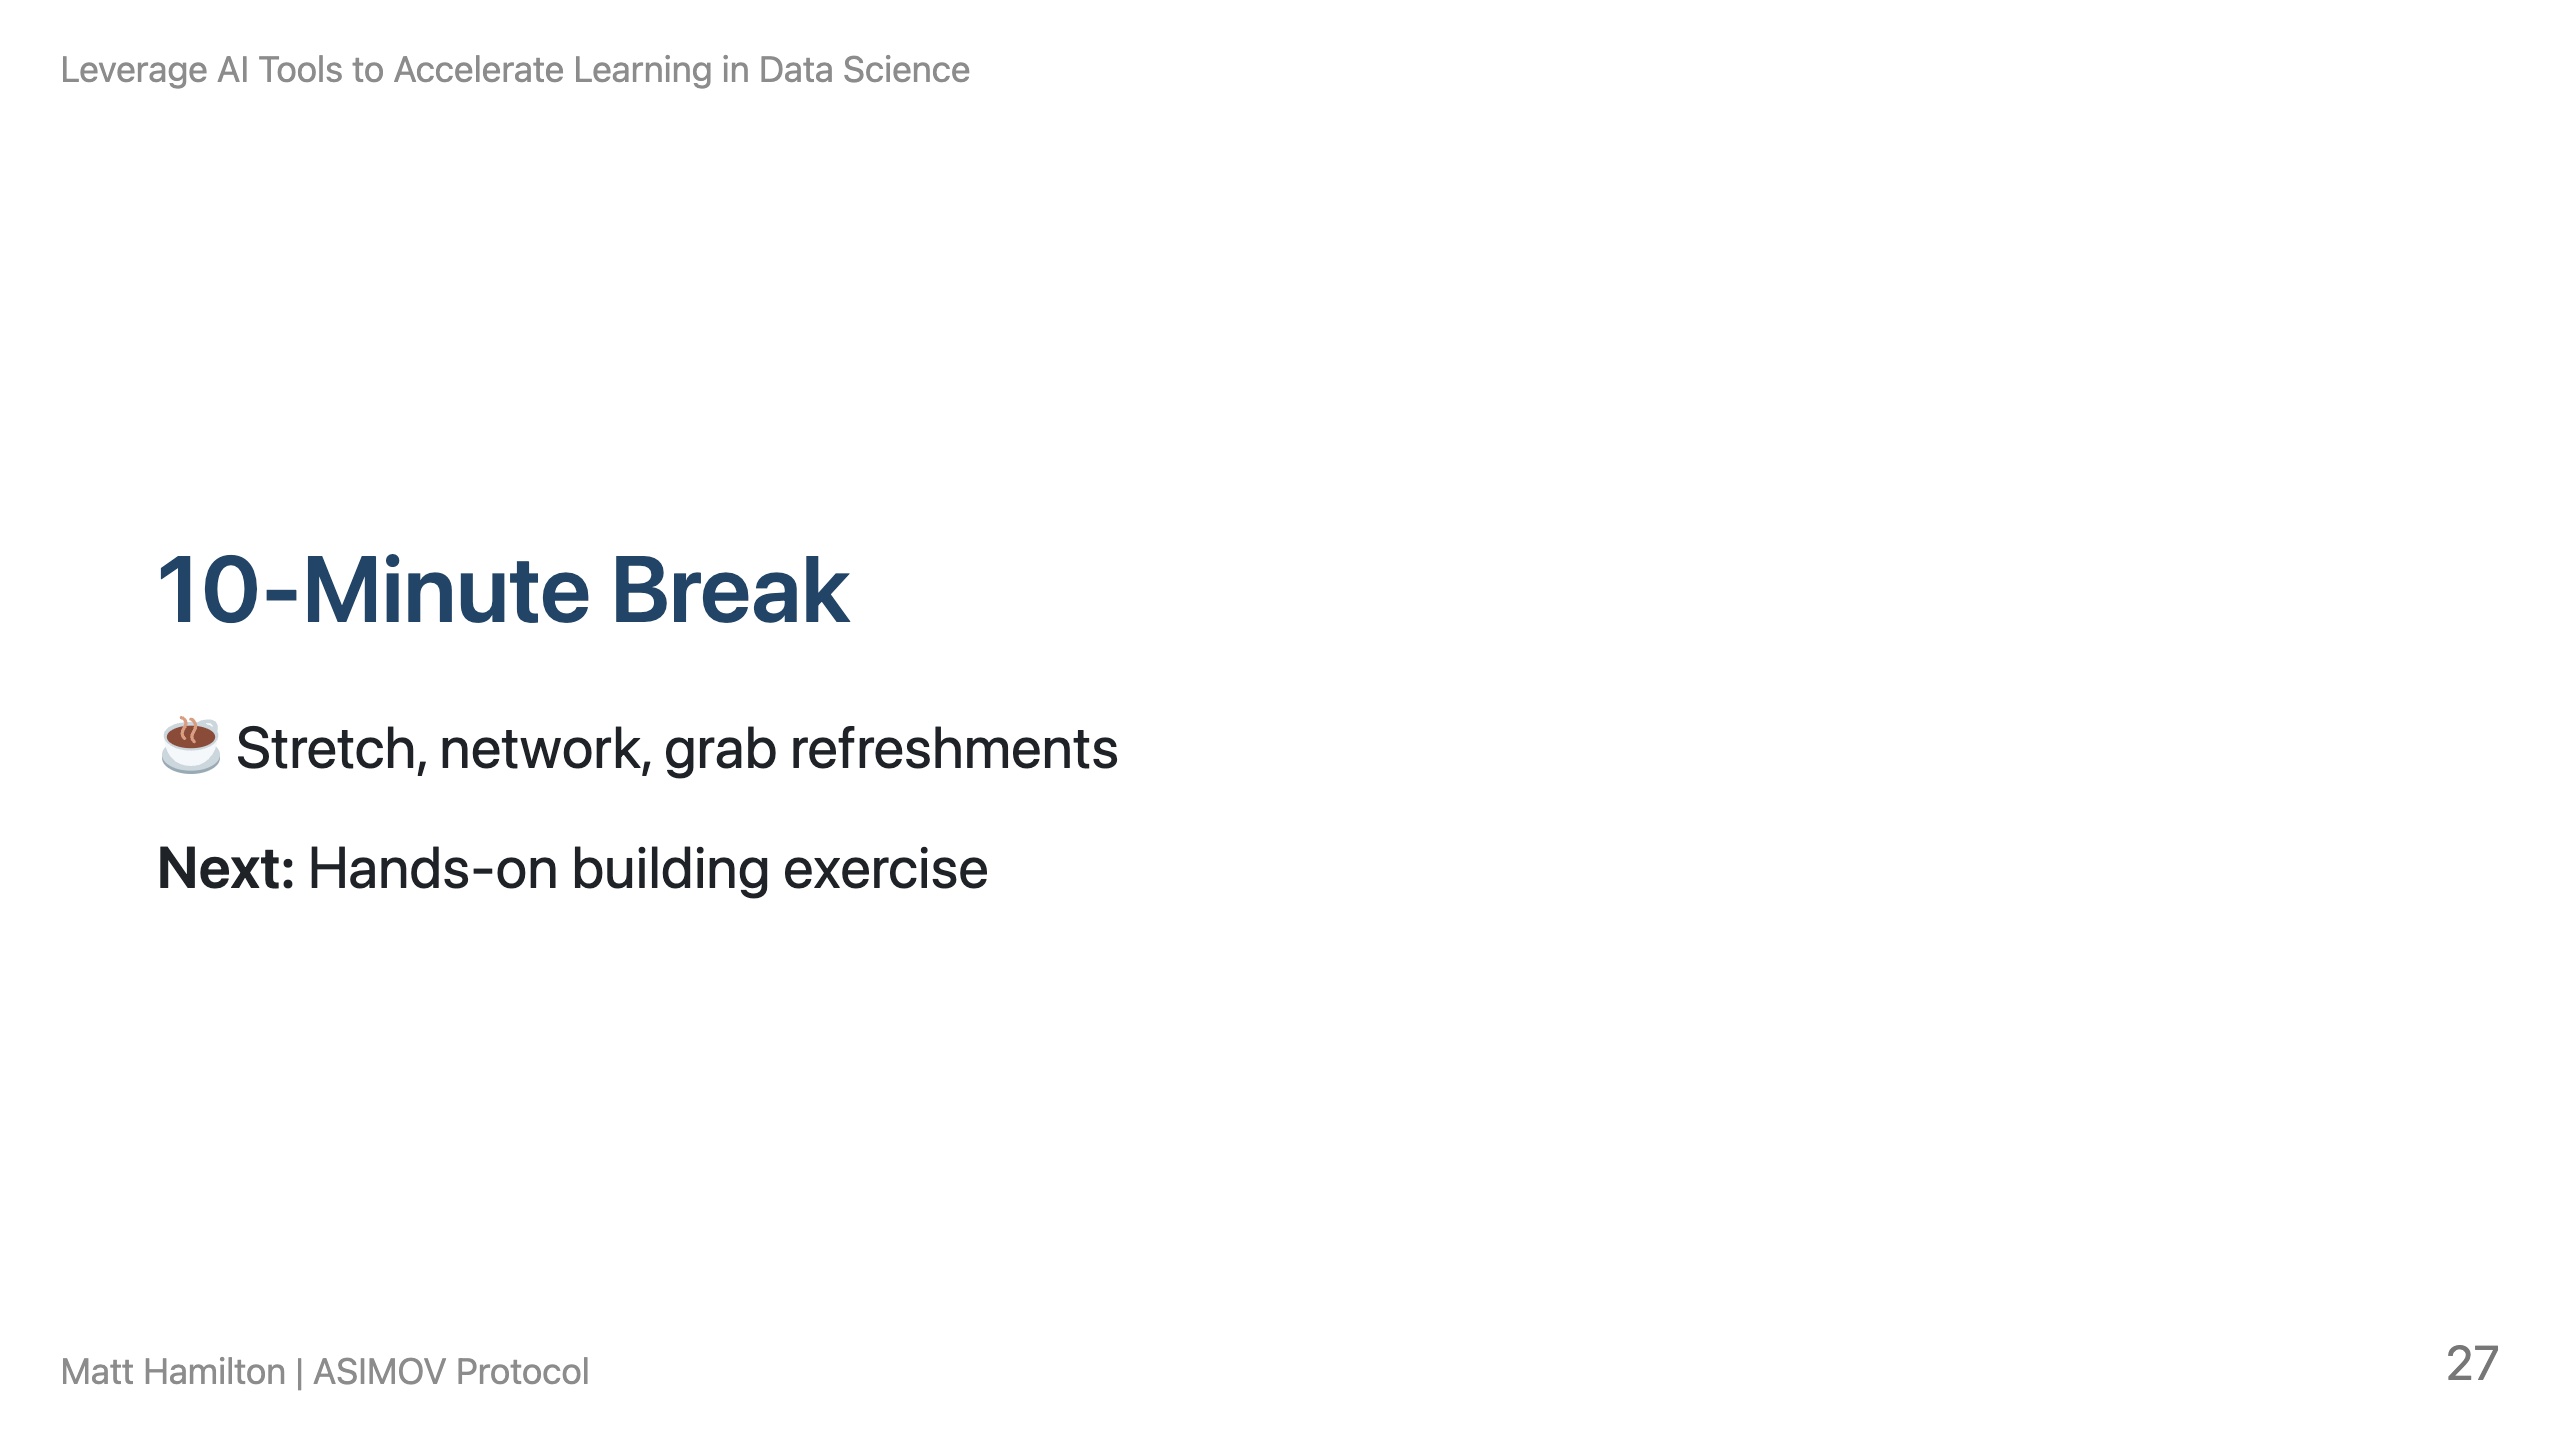 Leverage AI Tools to Accelerate Learning in Data Science
10-Minute Break
☕ Stretch, network, grab refreshments
Next: Hands-on building exercise
Matt Hamilton | ASIMOV Protocol
27